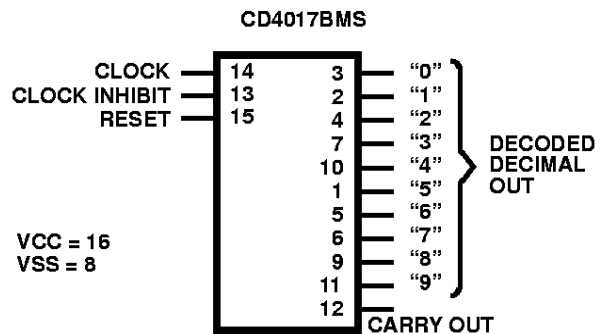 CD4017BMS
CLOCK 14 3 “0”
CLOCK INHIBIT 13 2 “1”
RESET 15 4 “2”
7 “3”
10 “4”
1 “5”
5 “6”
6 “7”
9 “8”
11 “9”
12
DECODED
DECIMAL
OUT
VCC = 16
VSS = 8
CARRY OUT